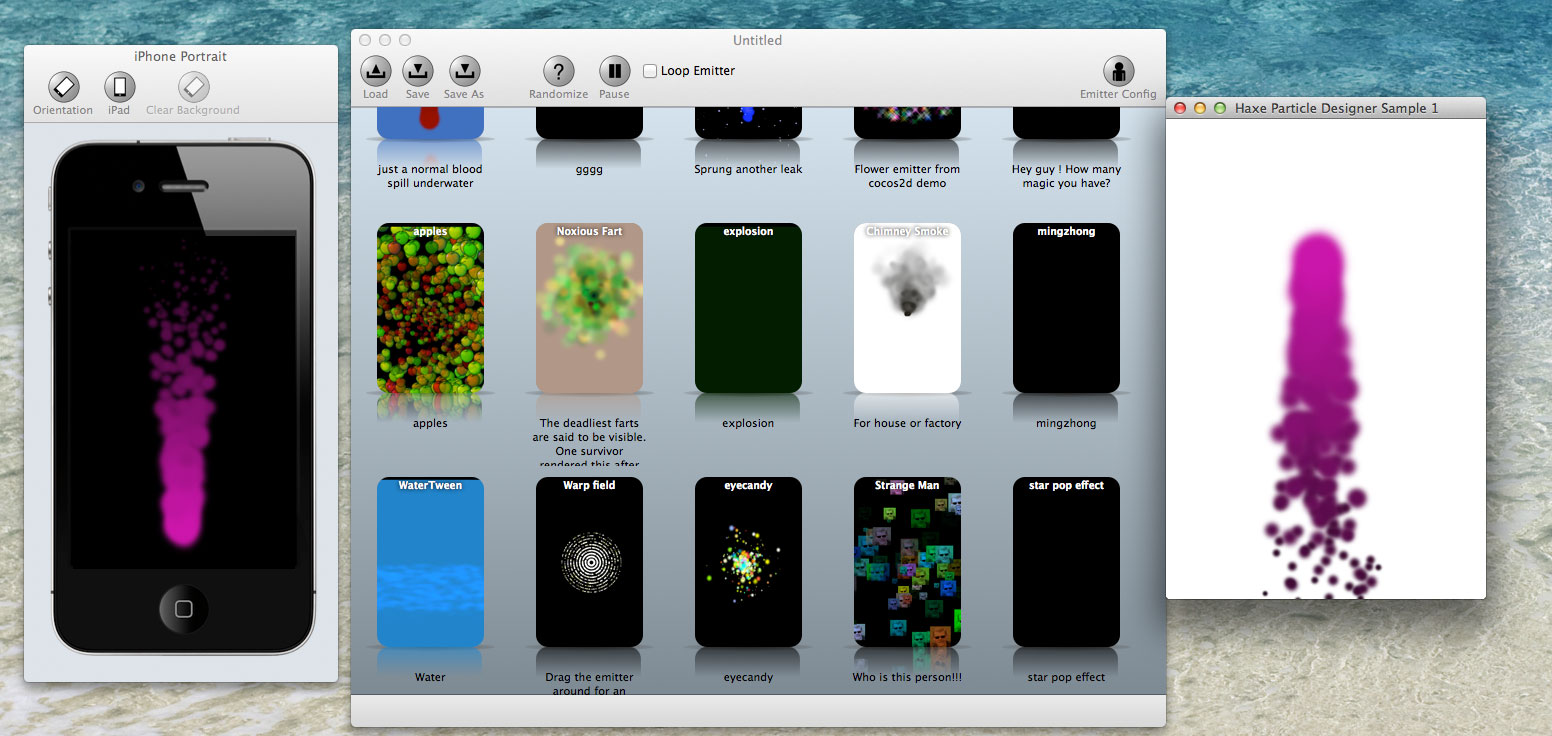 iPhone Portrait
Orientation
iPad
Clear Background
Untitled
Load
Save
Save As
Randomize
Pause
Loop Emitter
Emitter Config
just a normal blood
spill underwater
gggg
Sprung another leak
Flower emitter from
cocos2d demo
Hey guy ! How many
magic you have?
apples
Noxious Fart
explosion
Chimney Smoke
mingzhong
apples
The deadliest farts
are said to be visible.
One survivor
rendered this after
explosion
For house or factory
mingzhong
WaterTween
Warp field
eyecandy
Strange Man
star pop effect
Water
Drag the emitter
around for an
eyecandy
Who is this person!!!
star pop effect
Haxe Particle Designer Sample 1